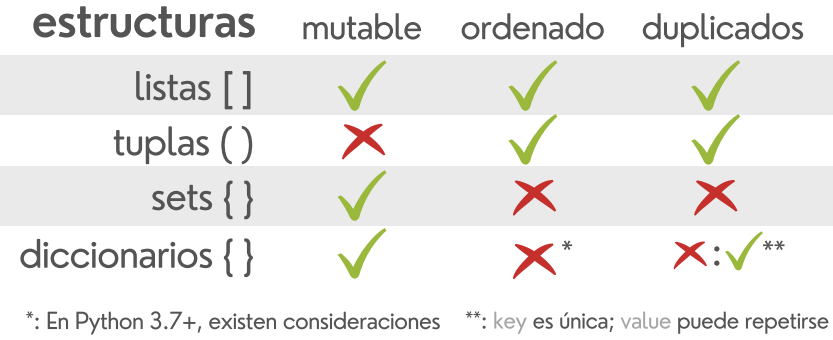 estructuras mutable ordenado duplicados
listas [ ]
tuplas ( )
sets { }
diccionarios { } * : **
*: En Python 3.7+, existen consideraciones **: key es única; value puede repetirse